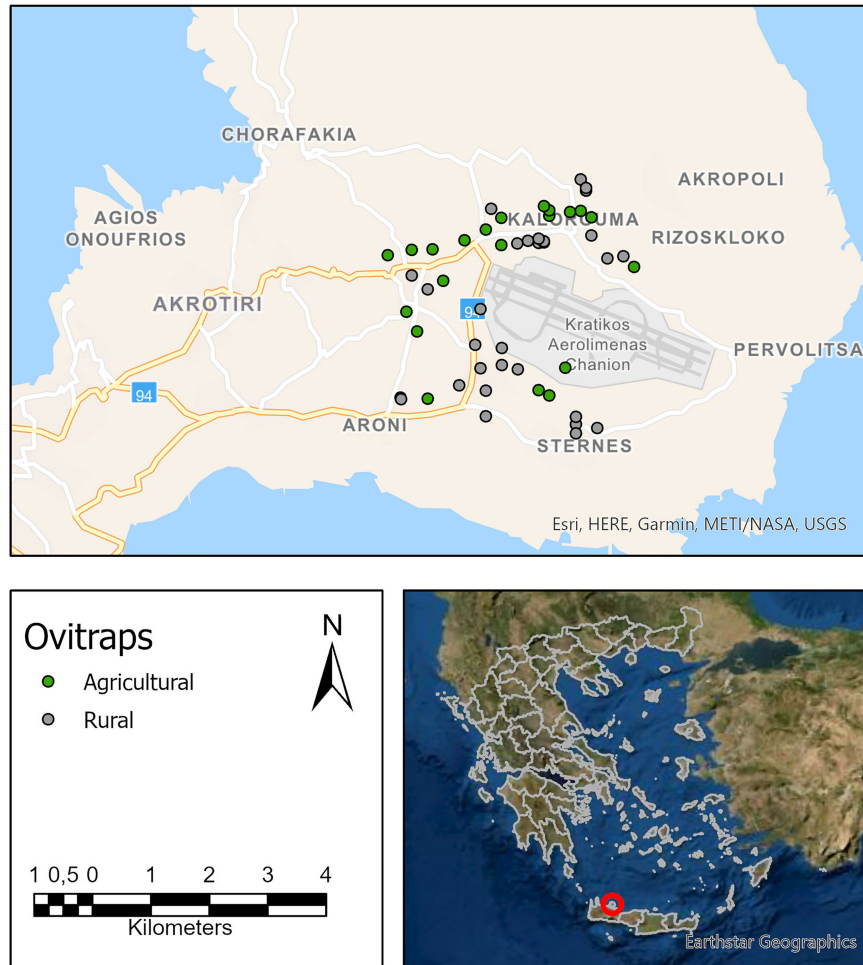 CHORAFAKIA
AKROPOLI
AGIOS
ONOUFRIOS
KALOROUMA
RIZOSKLOKO
AKROTIRI
94
Kratikos
Aerolimenas
Chanion
PERVOLITSA
94
ARONI
STERNES
Esri, HERE, Garmin, METI/NASA, USGS
Ovitraps
N
Agricultural
Rural
1 0,5 0 1 2 3 4
Kilometers
Earthstar Geographics